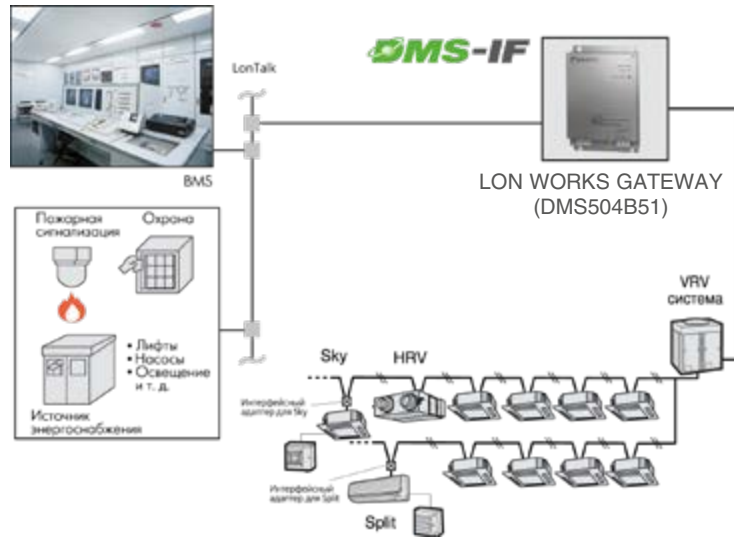 DMS-IF
LonTalk
BMS
LON WORKS GATEWAY
(DMS504B51)
Пожарная
сигнализация
Охрана
• Лифты
• Насосы
• Освещение
и т. д.
Источник
энергоснабжения
VRV
система
Sky
HRV
Интерфейсный
адаптер для Sky
Интерфейсный
адаптер для Split
Split